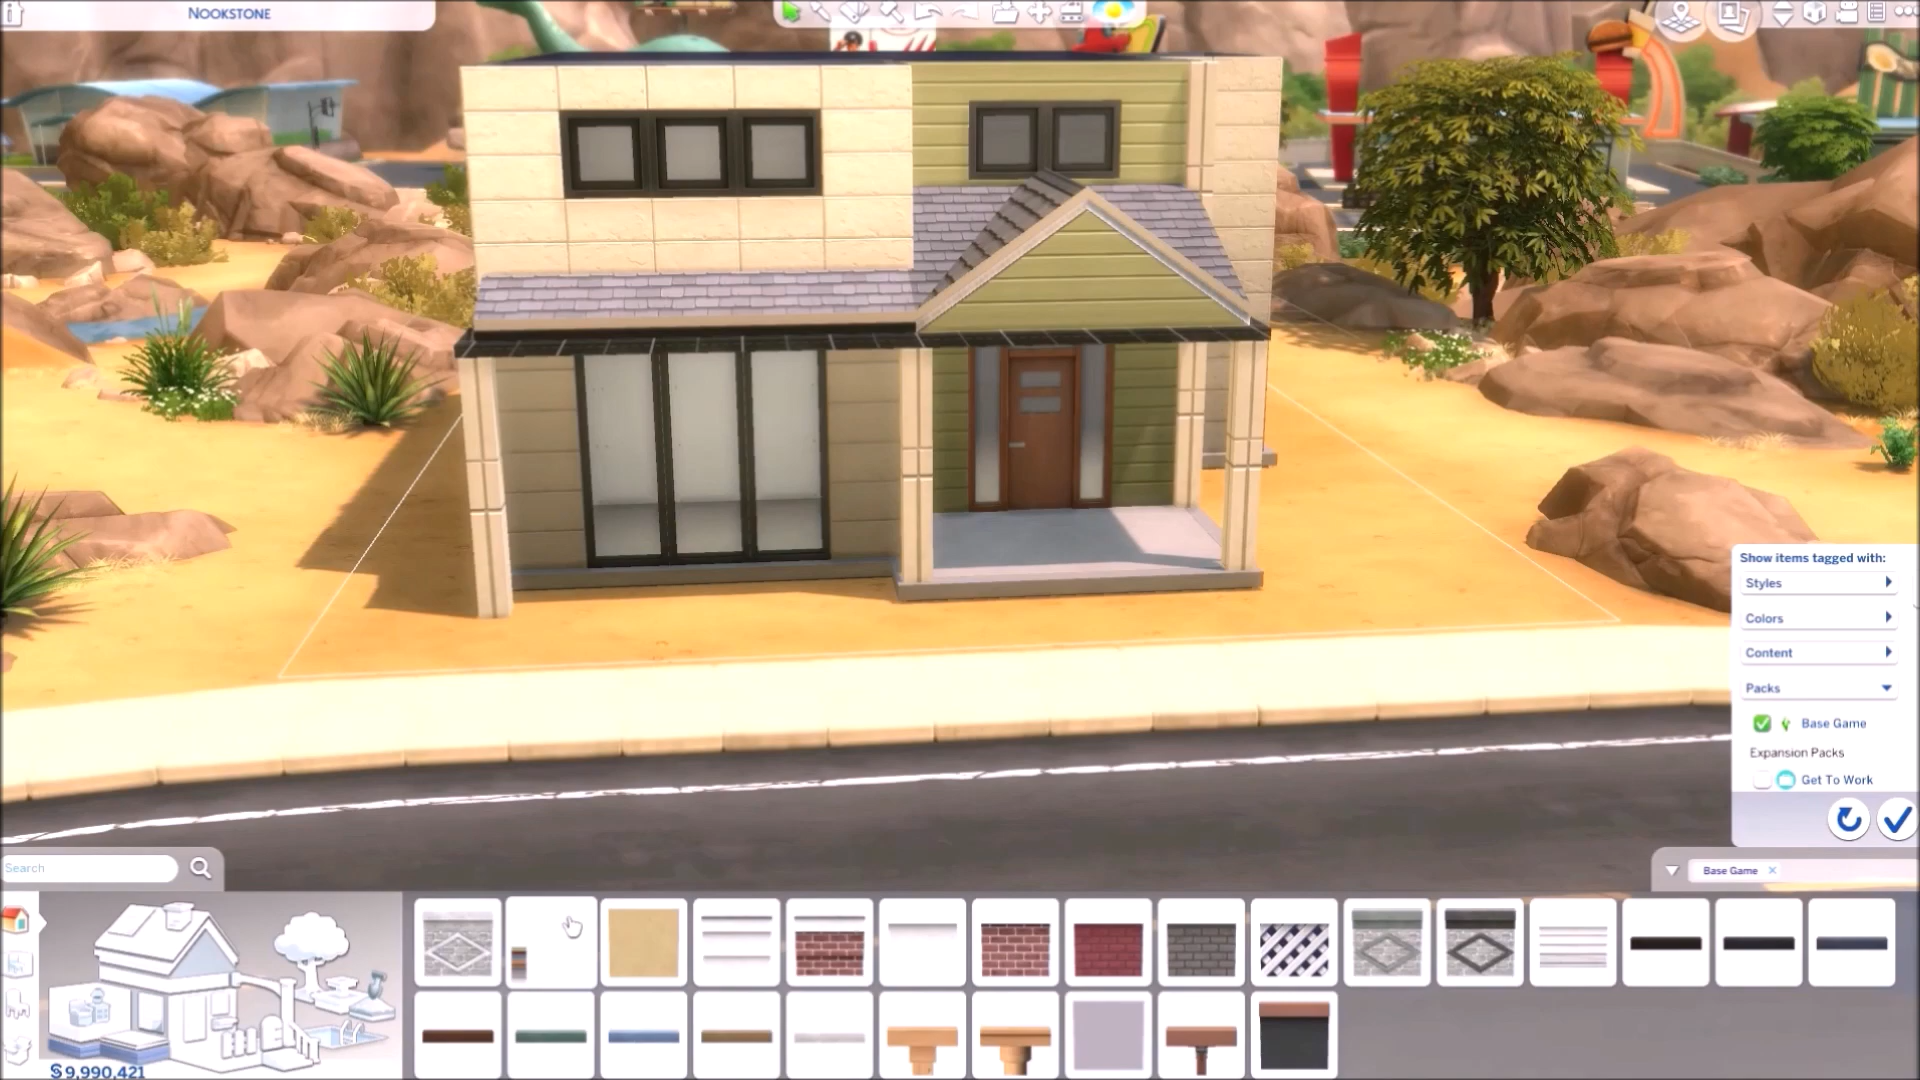 NOOKSTONE
Show items tagged with:
Styles
Colors
Content
Packs
Base Game
Expansion Packs
Get To Work
Search
Base Game
§9,990,421